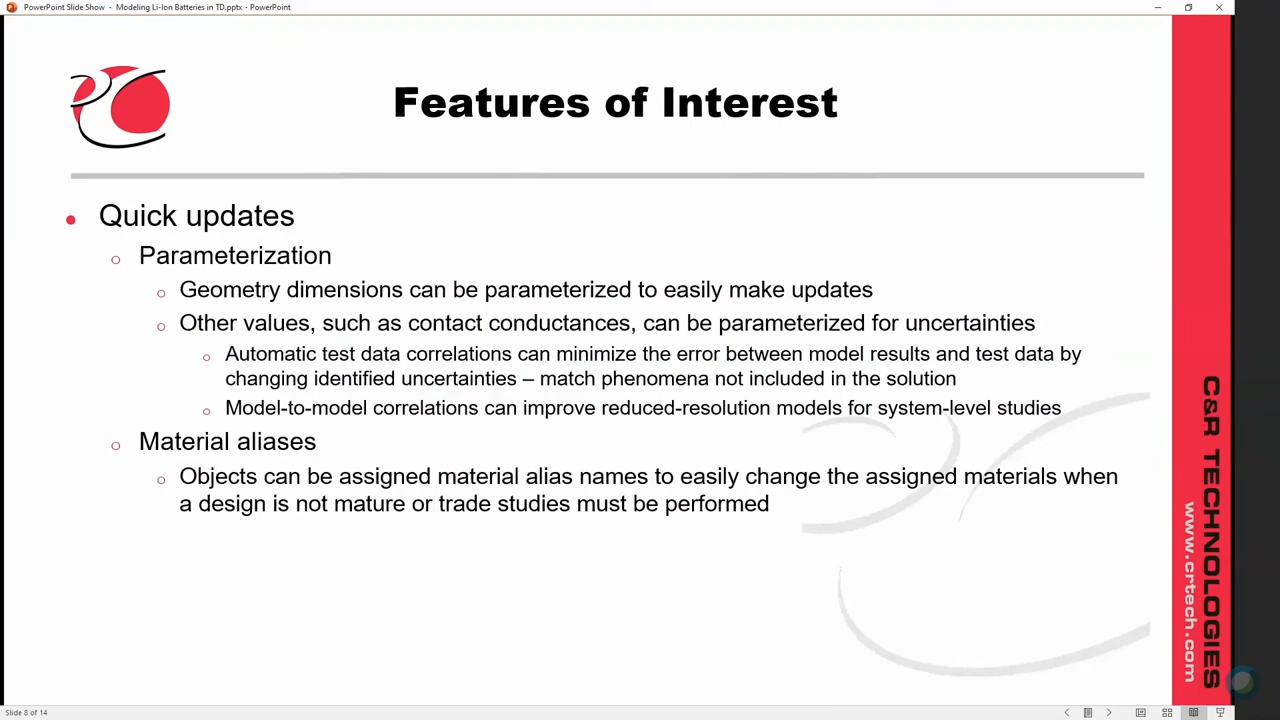 PowerPoint Slide Show - Modeling Li-Ion Batteries in TD.pptx - PowerPoint
Features of Interest
Quick updates
Parameterization
Geometry dimensions can be parameterized to easily make updates
Other values, such as contact conductances, can be parameterized for uncertainties
Automatic test data correlations can minimize the error between model results and test data by
changing identified uncertainties – match phenomena not included in the solution
Model-to-model correlations can improve reduced-resolution models for system-level studies
Material aliases
Objects can be assigned material alias names to easily change the assigned materials when
a design is not mature or trade studies must be performed
C&R TECHNOLOGIES
www.crtech.com
Slide 8 of 14